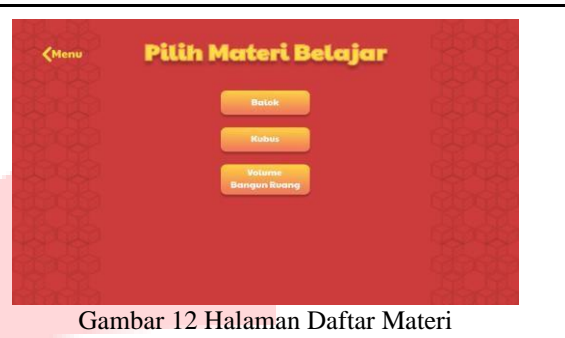 Menu
Pilih Materi Belajar
Balok
Kubus
Volume
Bangun Ruang
Gambar 12 Halaman Daftar Materi